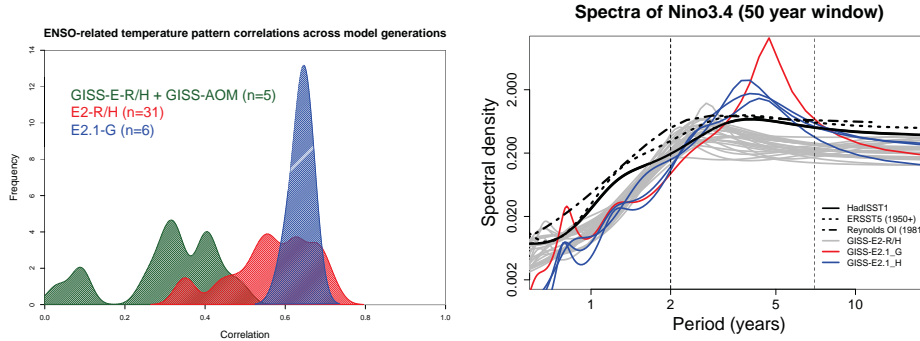 ENSO-related temperature pattern correlations across model generations
14
12
10
8
6
4
2
0
Frequency
GISS-E-R/H + GISS-AOM (n=5)
E2-R/H (n=31)
E2.1-G (n=6)
0.0 0.2 0.4 0.6 0.8 1.0
Correlation
Spectra of Nino3.4 (50 year window)
2.000
0.200
0.020
0.002
Spectral density
HadISST1
ERSST5 (1950+)
Reynolds OI (1981
GISS-E2-R/H
GISS-E2.1_G
GISS-E2.1_H
1 2 5 10
Period (years)